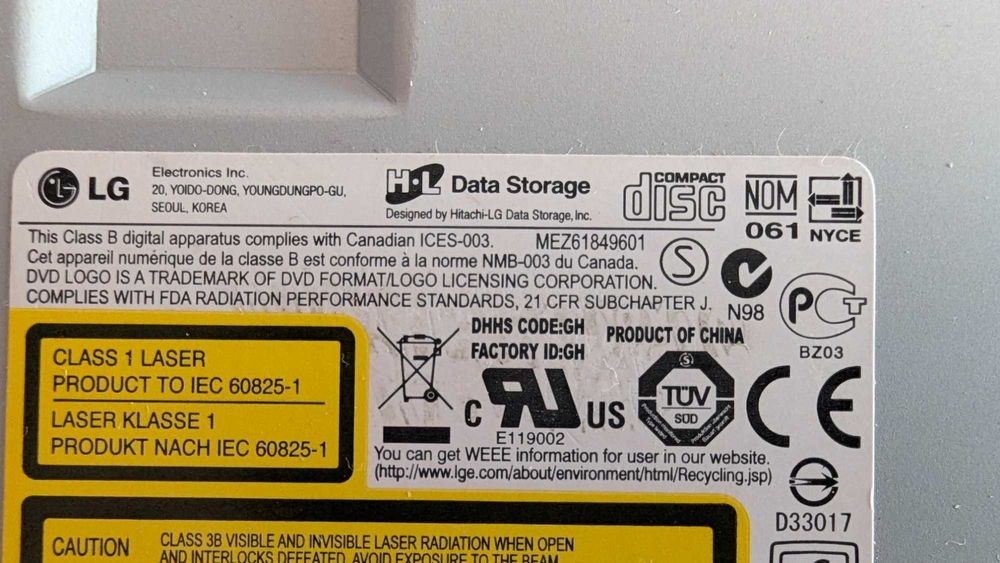 LG
Electronics Inc.
20, YOIDO-DONG, YOUNGDUNGPO-GU,
SEOUL, KOREA
H·L Data Storage
Designed by Hitachi-LG Data Storage, Inc.
COMPACT
disc
NOM
061
NYCE
This Class B digital apparatus complies with Canadian ICES-003. MEZ61849601
Cet appareil numérique de la classe B est conforme à la norme NMB-003 du Canada.
DVD LOGO IS A TRADEMARK OF DVD FORMAT/LOGO LICENSING CORPORATION.
COMPLIES WITH FDA RADIATION PERFORMANCE STANDARDS, 21 CFR SUBCHAPTER J.
S
N98
PCT
BZ03
CLASS 1 LASER
PRODUCT TO IEC 60825-1
LASER KLASSE 1
PRODUKT NACH IEC 60825-1
DHHS CODE:GH
FACTORY ID:GH
PRODUCT OF CHINA
C RU US
E119002
S
TÜV
SÜD
CE
You can get WEEE information for user in our website.
(http://www.lge.com/about/environment/html/Recycling.jsp)
D33017
CAUTION
CLASS 3B VISIBLE AND INVISIBLE LASER RADIATION WHEN OPEN
AND INTERLOCKS DEFEATED. AVOID EXPOSURE TO THE BEAM.